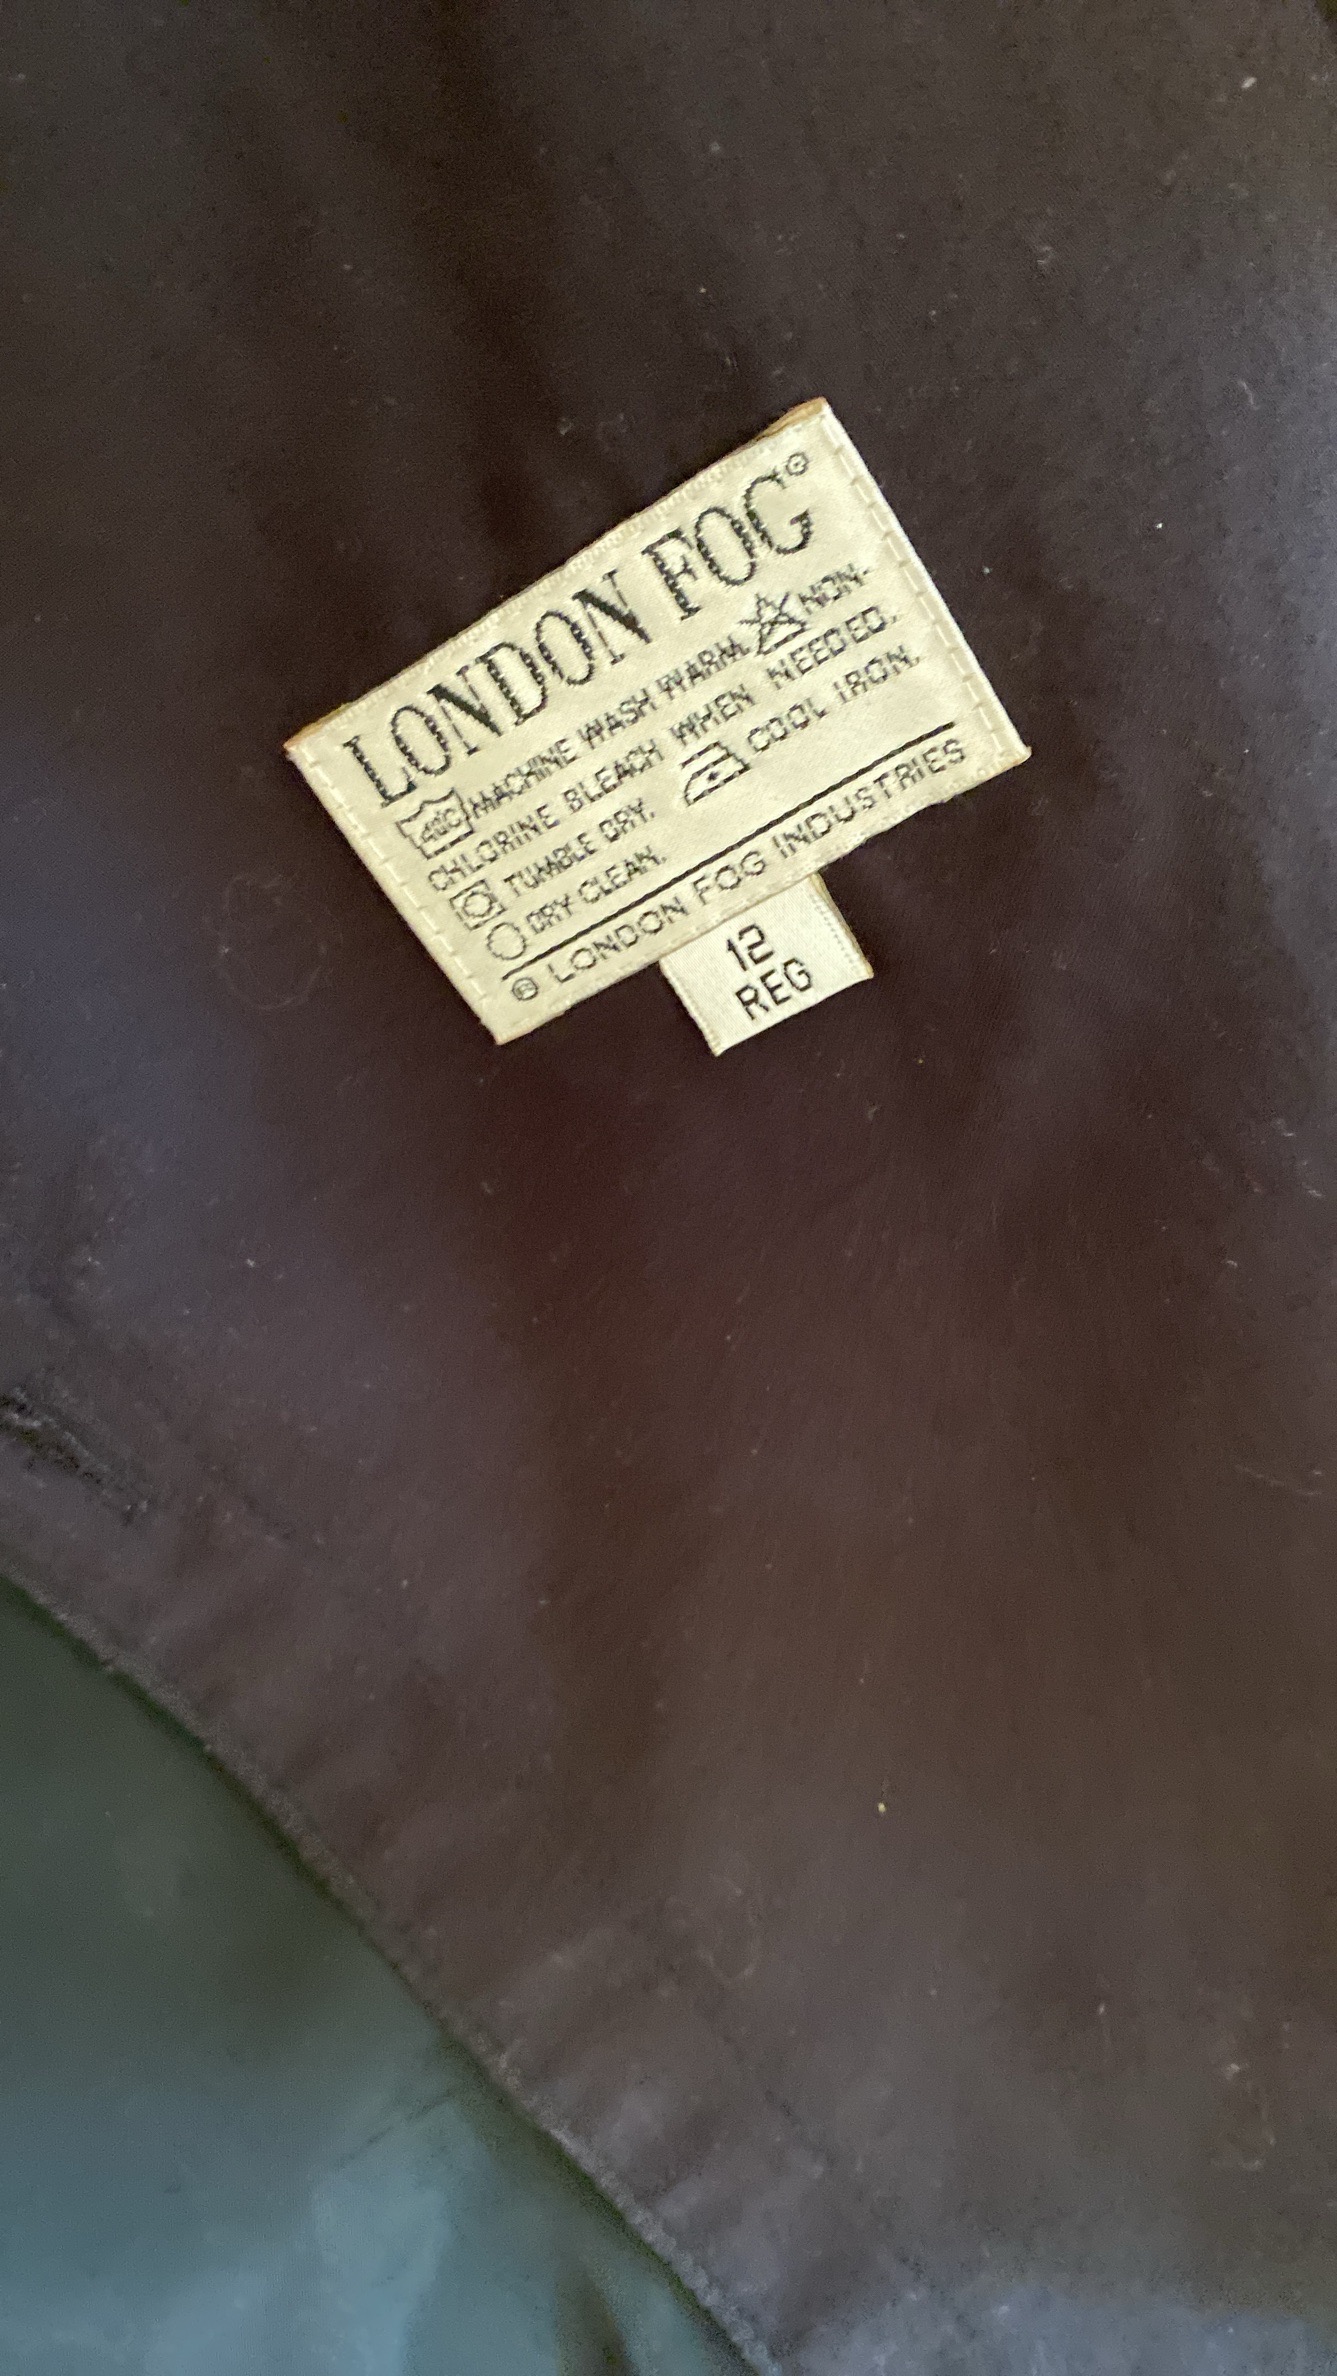 LONDON FOG®
40C MACHINE WASH WARM. NON-
CHLORINE BLEACH WHEN NEEDED.
TUMBLE DRY. COOL IRON.
DRY CLEAN.
® LONDON FOG INDUSTRIES
12
REG